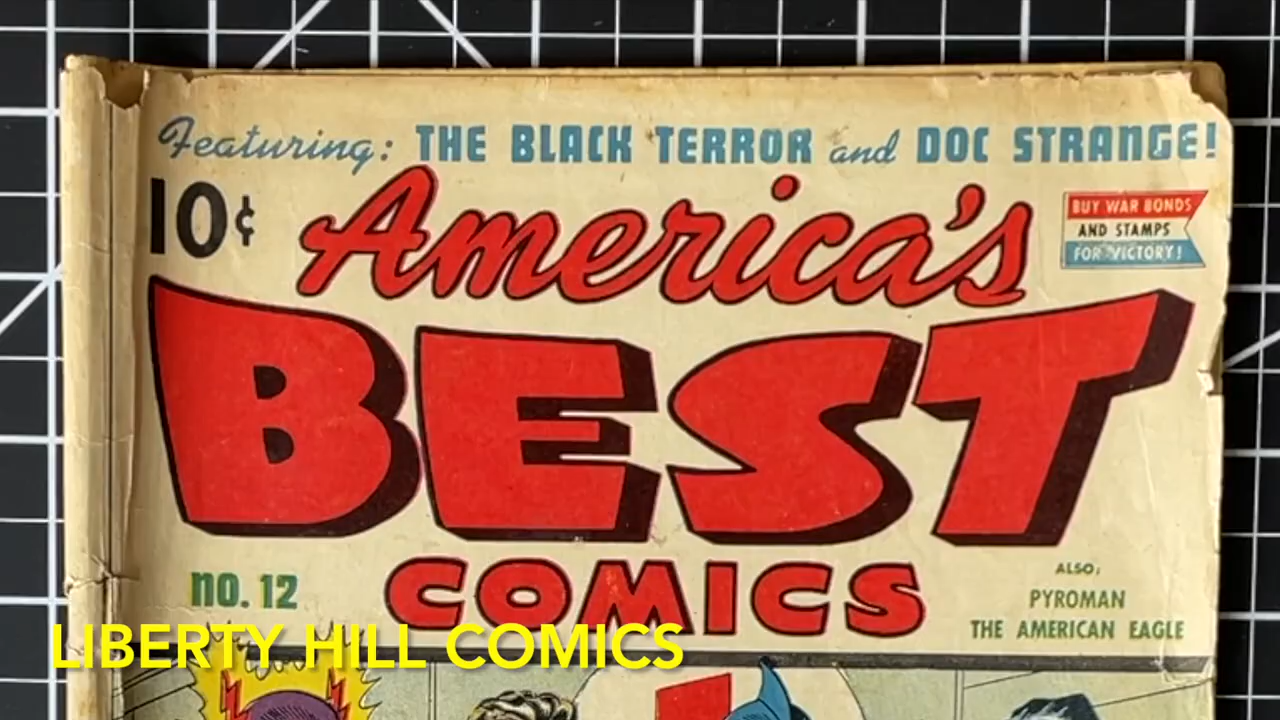 Featuring: THE BLACK TERROR and DOC STRANGE!
10¢
America's
BUY WAR BONDS
AND STAMPS
FOR VICTORY!
BEST
COMICS
NO. 12
ALSO;
PYROMAN
THE AMERICAN EAGLE
LIBERTY HILL COMICS